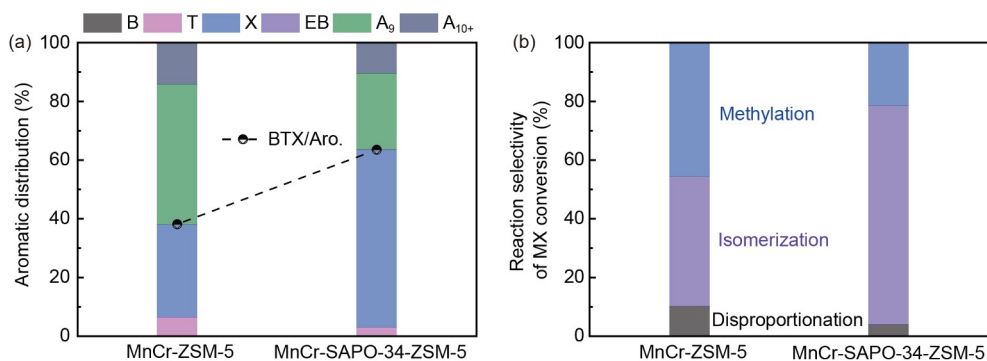 B T X EB A9 A10+
(a)
100
80
60
40
20
0
Aromatic distribution (%)
BTX/Aro.
MnCr-ZSM-5 MnCr-SAPO-34-ZSM-5
(b)
100
80
60
40
20
0
Reaction selectivity
of MX conversion (%)
Methylation
Isomerization
Disproportionation
MnCr-ZSM-5 MnCr-SAPO-34-ZSM-5